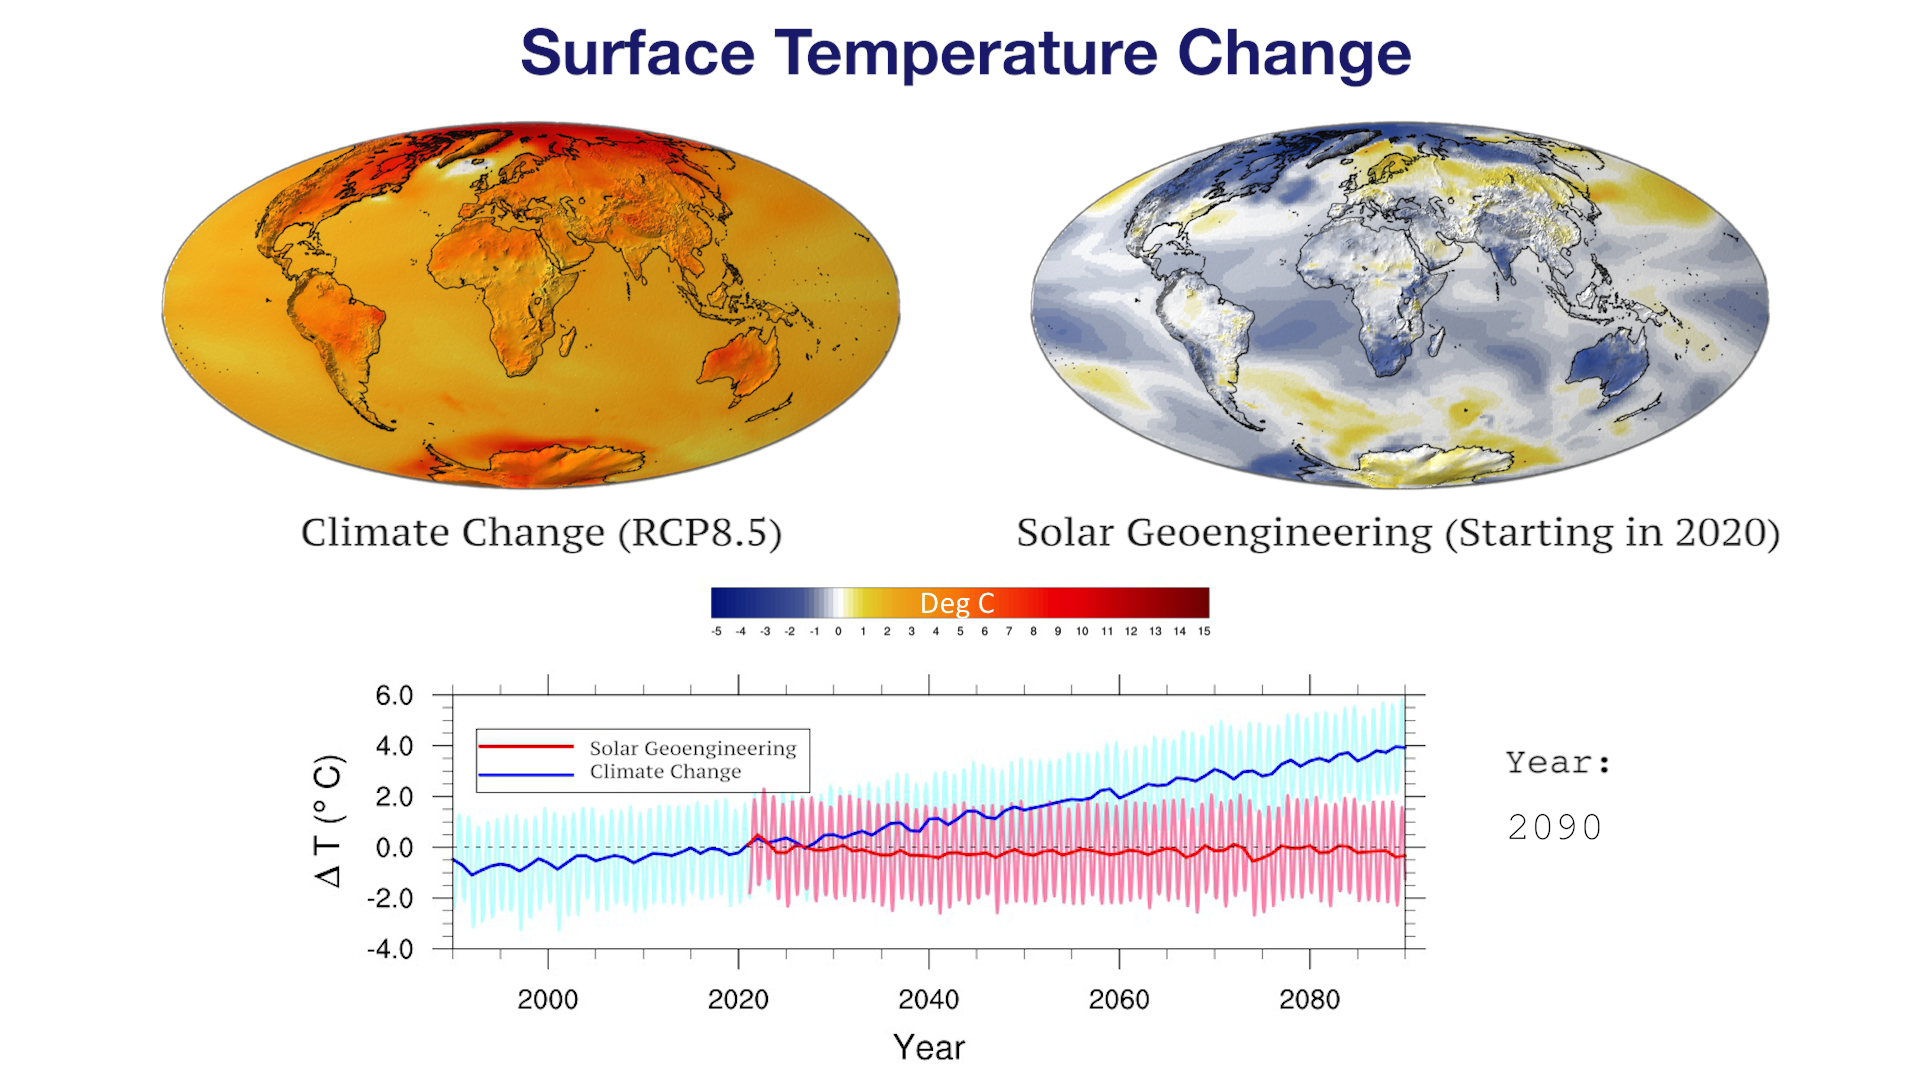 Surface Temperature Change
Climate Change (RCP8.5)
Solar Geoengineering (Starting in 2020)
Deg C
-5 -4 -3 -2 -1 0 1 2 3 4 5 6 7 8 9 10 11 12 13 14 15
6.0
4.0
2.0
0.0
-2.0
-4.0
Δ T (° C)
Solar Geoengineering
Climate Change
2000 2020 2040 2060 2080
Year
Year:
2090